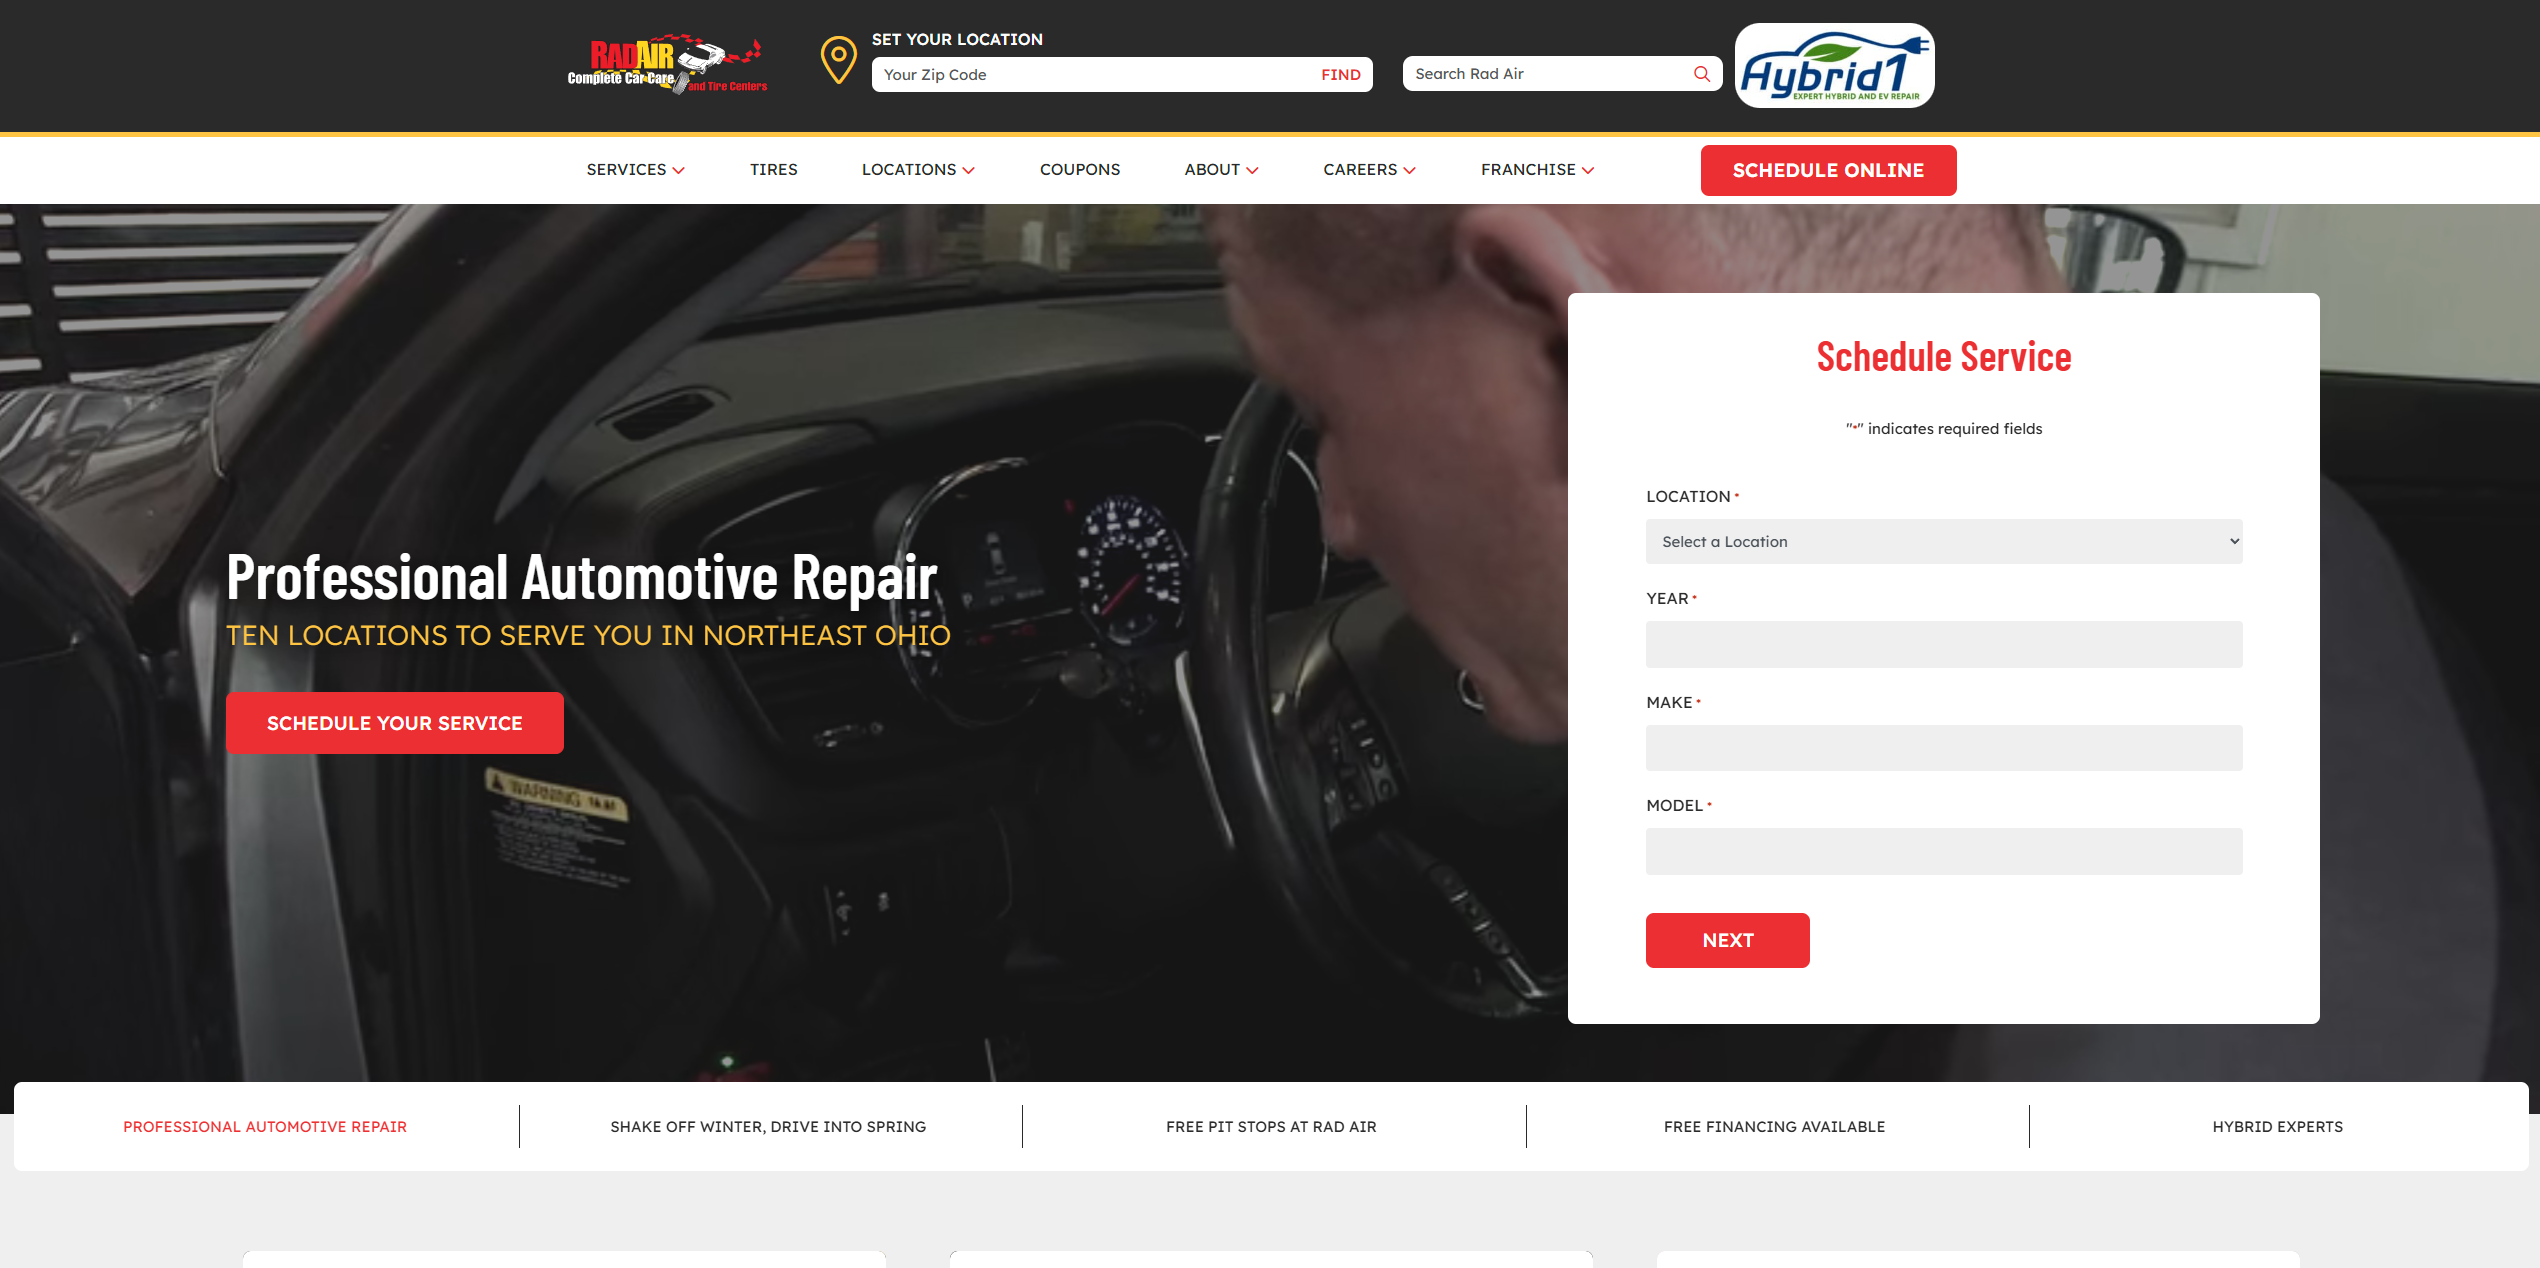 RADAIR
Complete Car Care
and Tire Centers
SET YOUR LOCATION
Your Zip Code
FIND
Search Rad Air
Hybrid1
EXPERT HYBRID AND EV REPAIR
SERVICES
TIRES
LOCATIONS
COUPONS
ABOUT
CAREERS
FRANCHISE
SCHEDULE ONLINE
Professional Automotive Repair
TEN LOCATIONS TO SERVE YOU IN NORTHEAST OHIO
SCHEDULE YOUR SERVICE
WARNING
Schedule Service
"*" indicates required fields
LOCATION *
Select a Location
YEAR *
MAKE *
MODEL *
NEXT
PROFESSIONAL AUTOMOTIVE REPAIR
SHAKE OFF WINTER, DRIVE INTO SPRING
FREE PIT STOPS AT RAD AIR
FREE FINANCING AVAILABLE
HYBRID EXPERTS